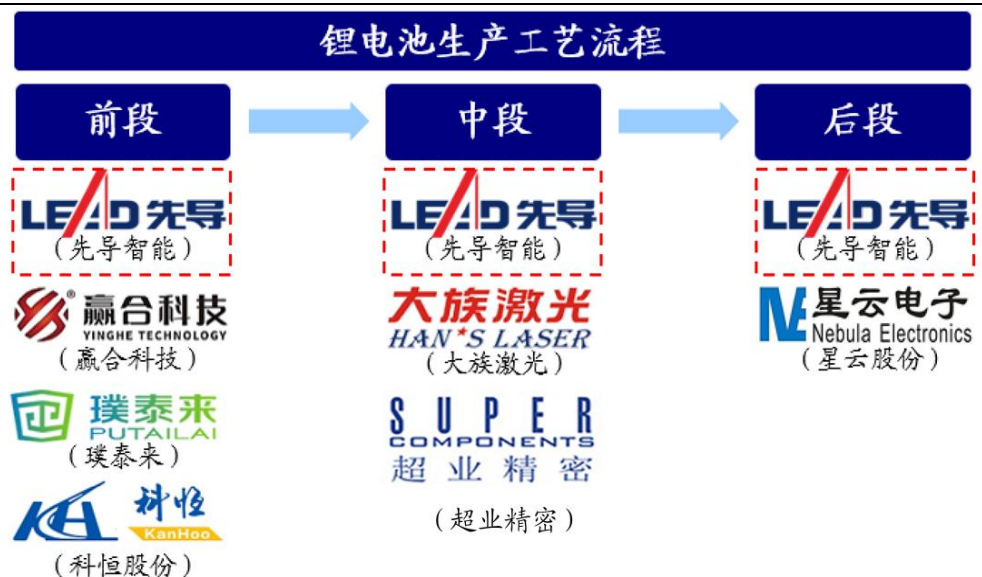 锂电池生产工艺流程
前段
中段
后段
LEAD 先导
(先导智能)
LEAD 先导
(先导智能)
LEAD 先导
(先导智能)
赢合科技
YINGHE TECHNOLOGY
(赢合科技)
大族激光
HAN*S LASER
(大族激光)
星云电子
Nebula Electronics
(星云股份)
璞泰来
PUTAILAI
(璞泰来)
SUPER
COMPONENTS
超业精密
(超业精密)
KH 科恒
KanHoo
(科恒股份)